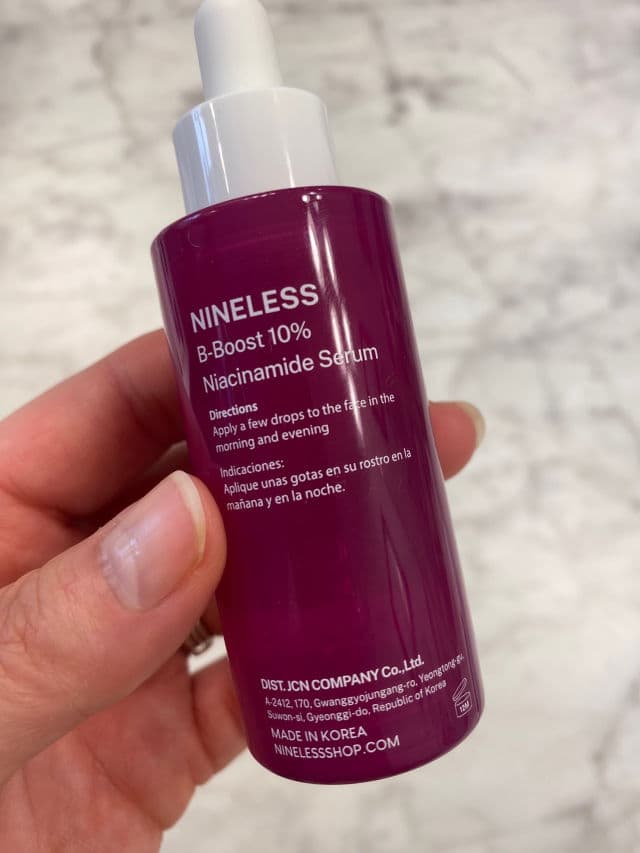 NINELESS
B-Boost 10%
Niacinamide Serum
Directions
Apply a few drops to the face in the
morning and evening
Indicaciones:
Aplique unas gotas en su rostro en la
mañana y en la noche.
DIST. JCN COMPANY Co.,Ltd.
A-2412, 170, Gwanggyojungang-ro, Yeongtong-gu,
Suwon-si, Gyeonggi-do, Republic of Korea
12M
MADE IN KOREA
NINELESSSHOP.COM